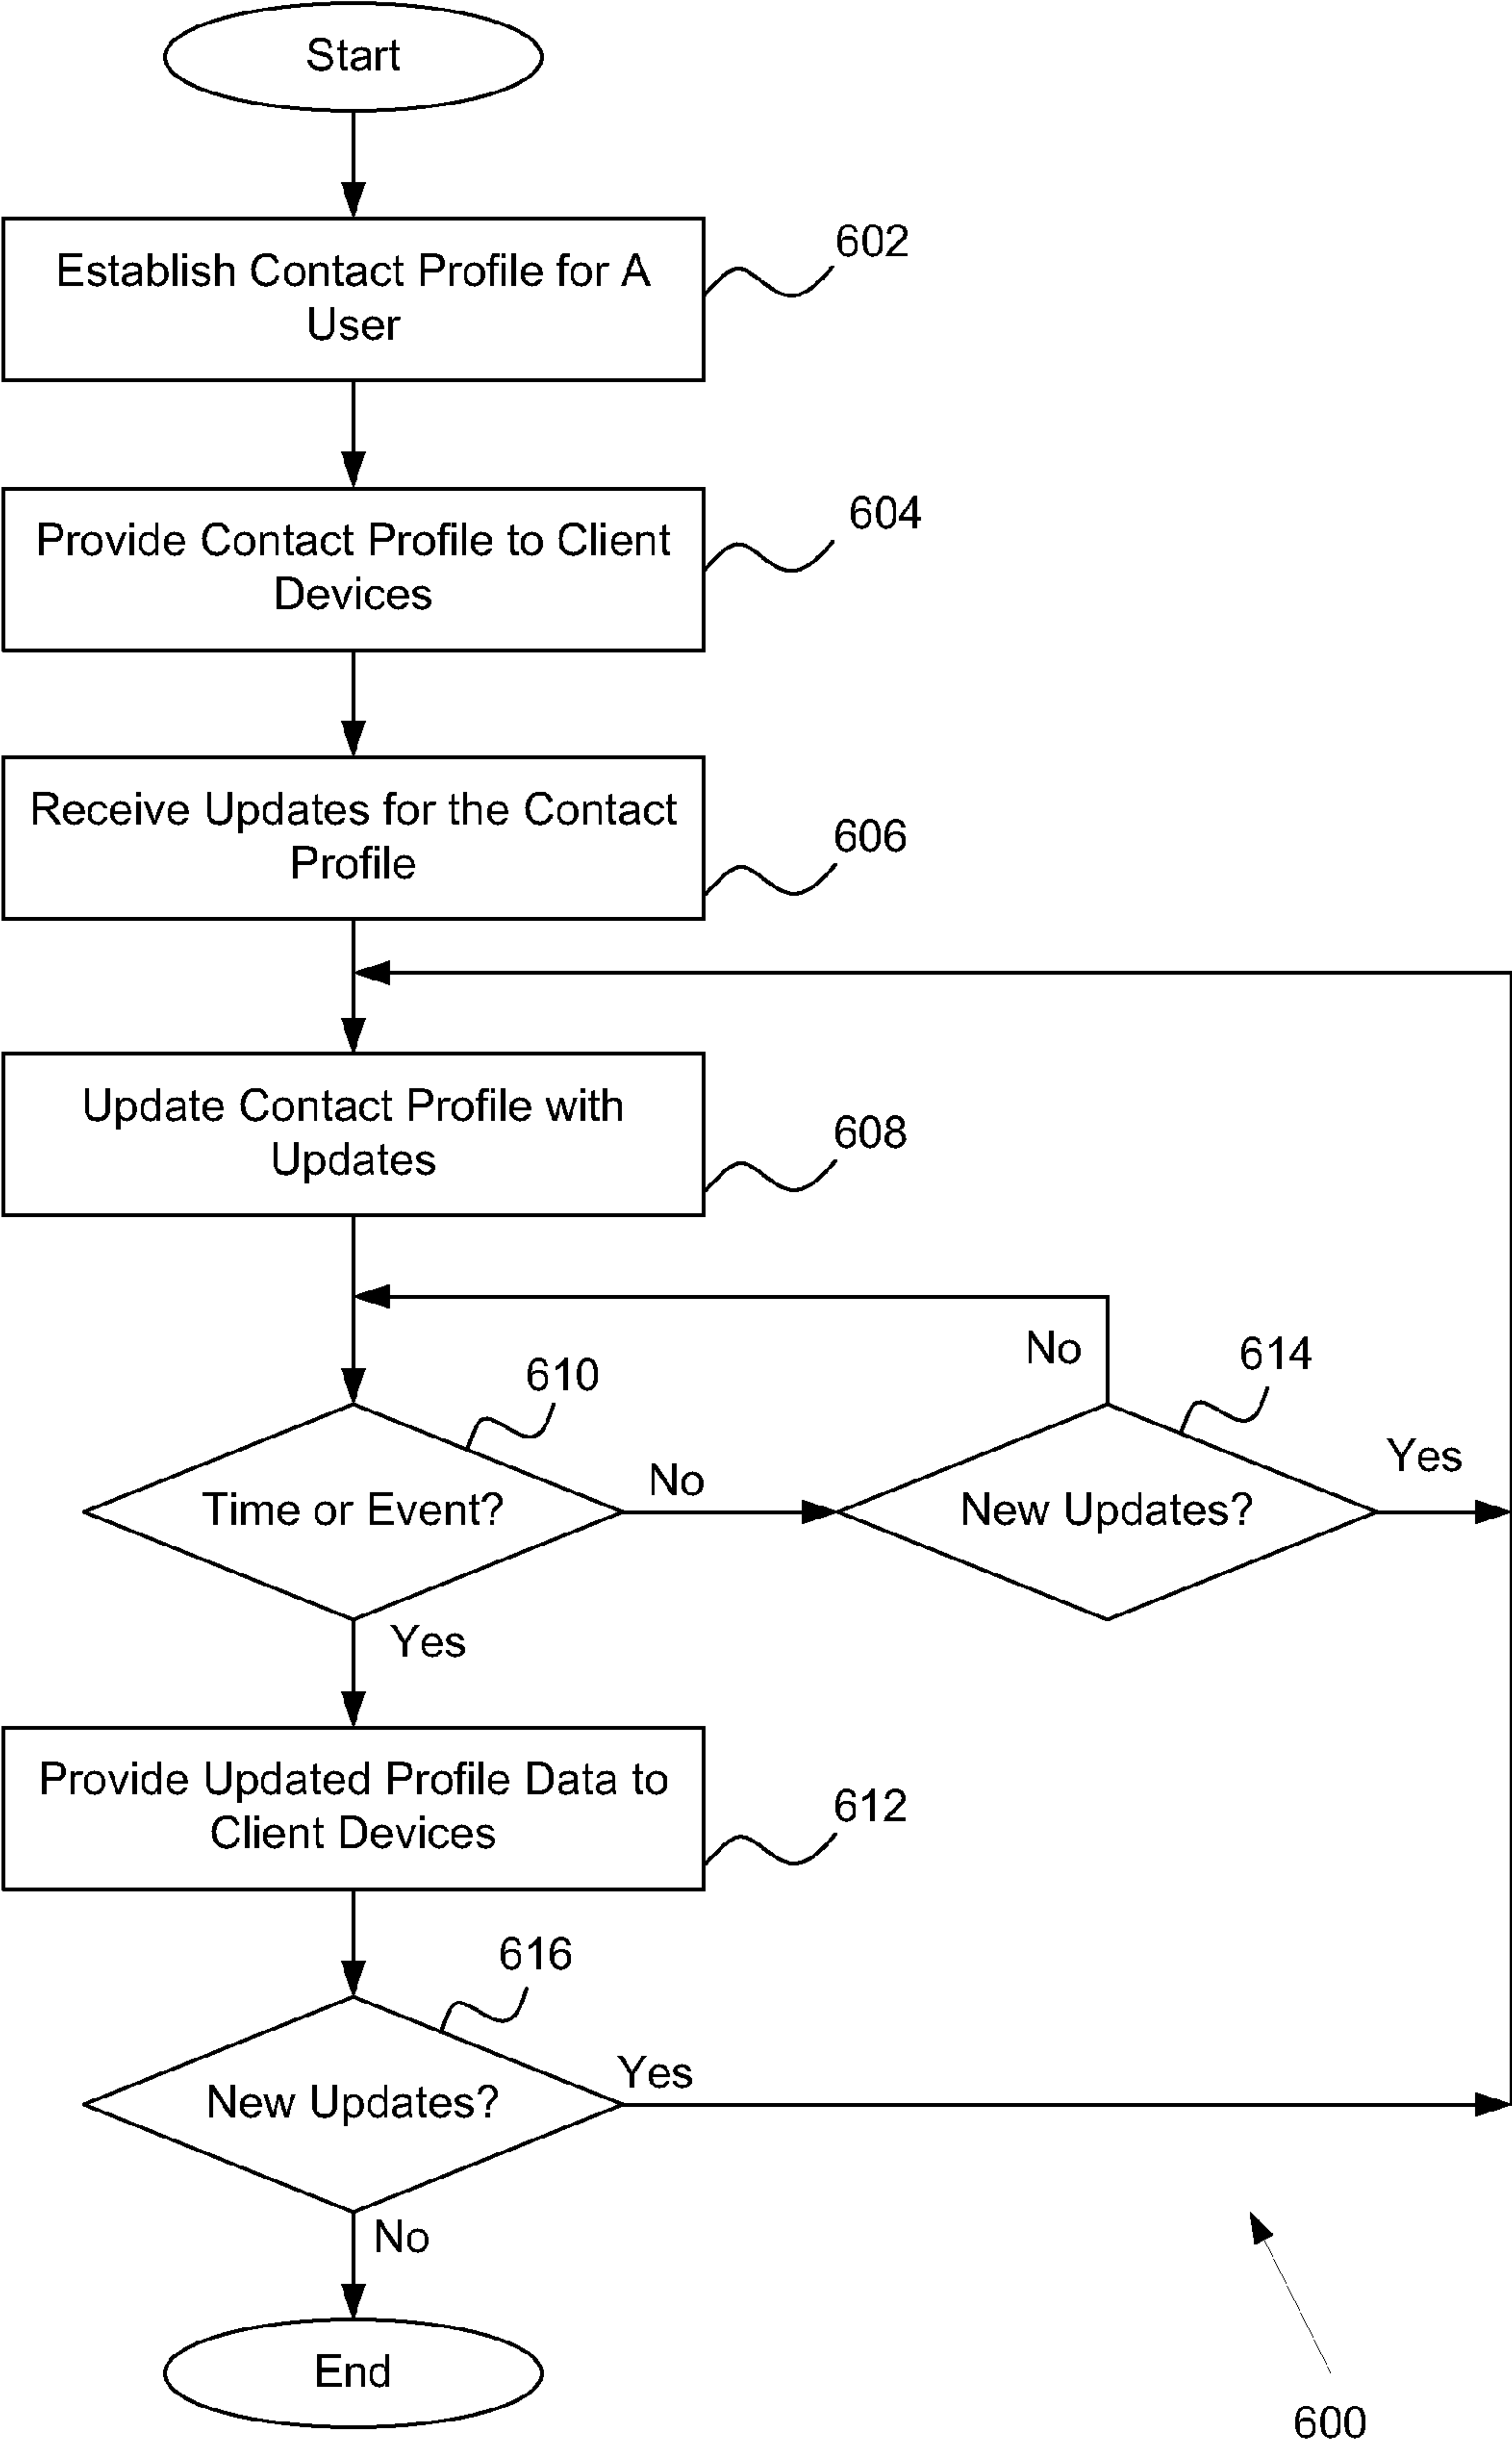 Start
Establish Contact Profile for A
User
602
Provide Contact Profile to Client
Devices
604
Receive Updates for the Contact
Profile
606
Update Contact Profile with
Updates
608
No
614
610
Yes
No
Time or Event?
New Updates?
Yes
Provide Updated Profile Data to
Client Devices
612
616
Yes
New Updates?
No
End
600